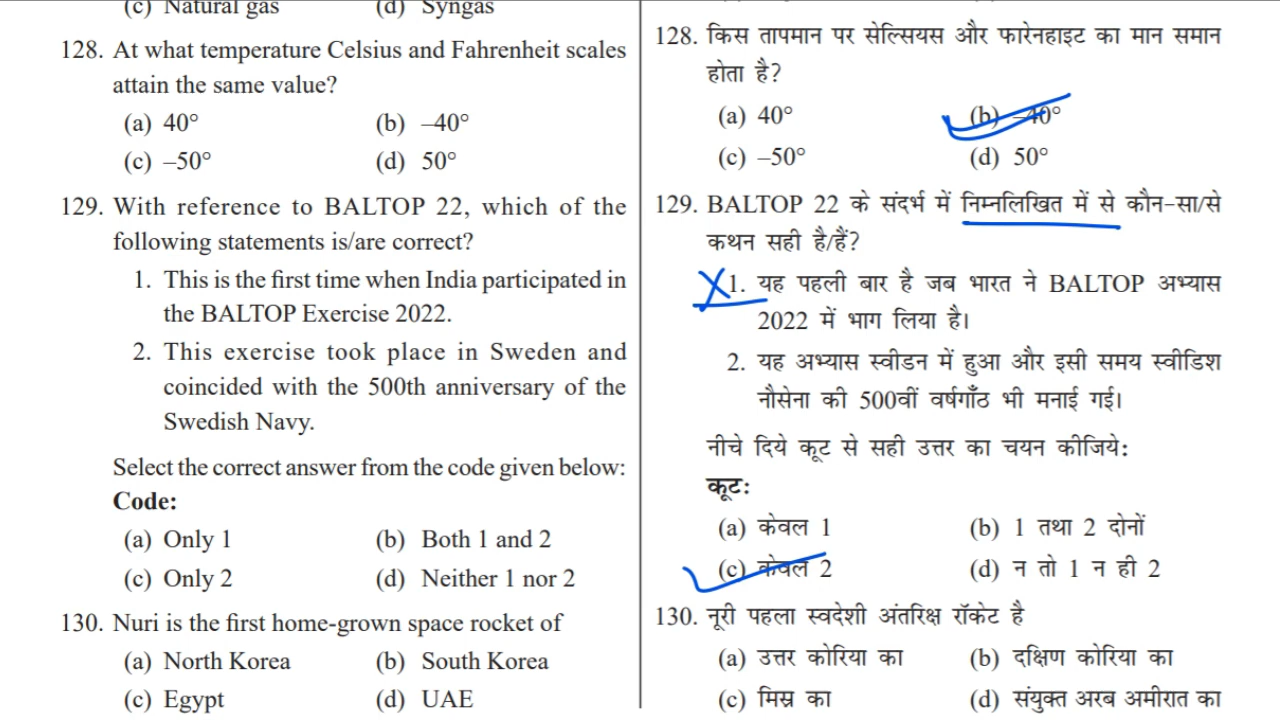 (c) Natural gas (d) Syngas
128. At what temperature Celsius and Fahrenheit scales
attain the same value?
(a) 40° (b) –40°
(c) –50° (d) 50°
129. With reference to BALTOP 22, which of the
following statements is/are correct?
1. This is the first time when India participated in
the BALTOP Exercise 2022.
2. This exercise took place in Sweden and
coincided with the 500th anniversary of the
Swedish Navy.
Select the correct answer from the code given below:
Code:
(a) Only 1 (b) Both 1 and 2
(c) Only 2 (d) Neither 1 nor 2
130. Nuri is the first home-grown space rocket of
(a) North Korea (b) South Korea
(c) Egypt (d) UAE
128. किस तापमान पर सेल्सियस और फारेनहाइट का मान समान
होता है?
(a) 40° (b) –40°
(c) –50° (d) 50°
129. BALTOP 22 के संदर्भ में निम्नलिखित में से कौन-सा/से
कथन सही है/हैं?
1. यह पहली बार है जब भारत ने BALTOP अभ्यास
2022 में भाग लिया है।
2. यह अभ्यास स्वीडन में हुआ और इसी समय स्वीडिश
नौसेना की 500वीं वर्षगाँठ भी मनाई गई।
नीचे दिये कूट से सही उत्तर का चयन कीजिये:
कूटः
(a) केवल 1 (b) 1 तथा 2 दोनों
(c) केवल 2 (d) न तो 1 न ही 2
130. नूरी पहला स्वदेशी अंतरिक्ष रॉकेट है
(a) उत्तर कोरिया का (b) दक्षिण कोरिया का
(c) मिस्र का (d) संयुक्त अरब अमीरात का